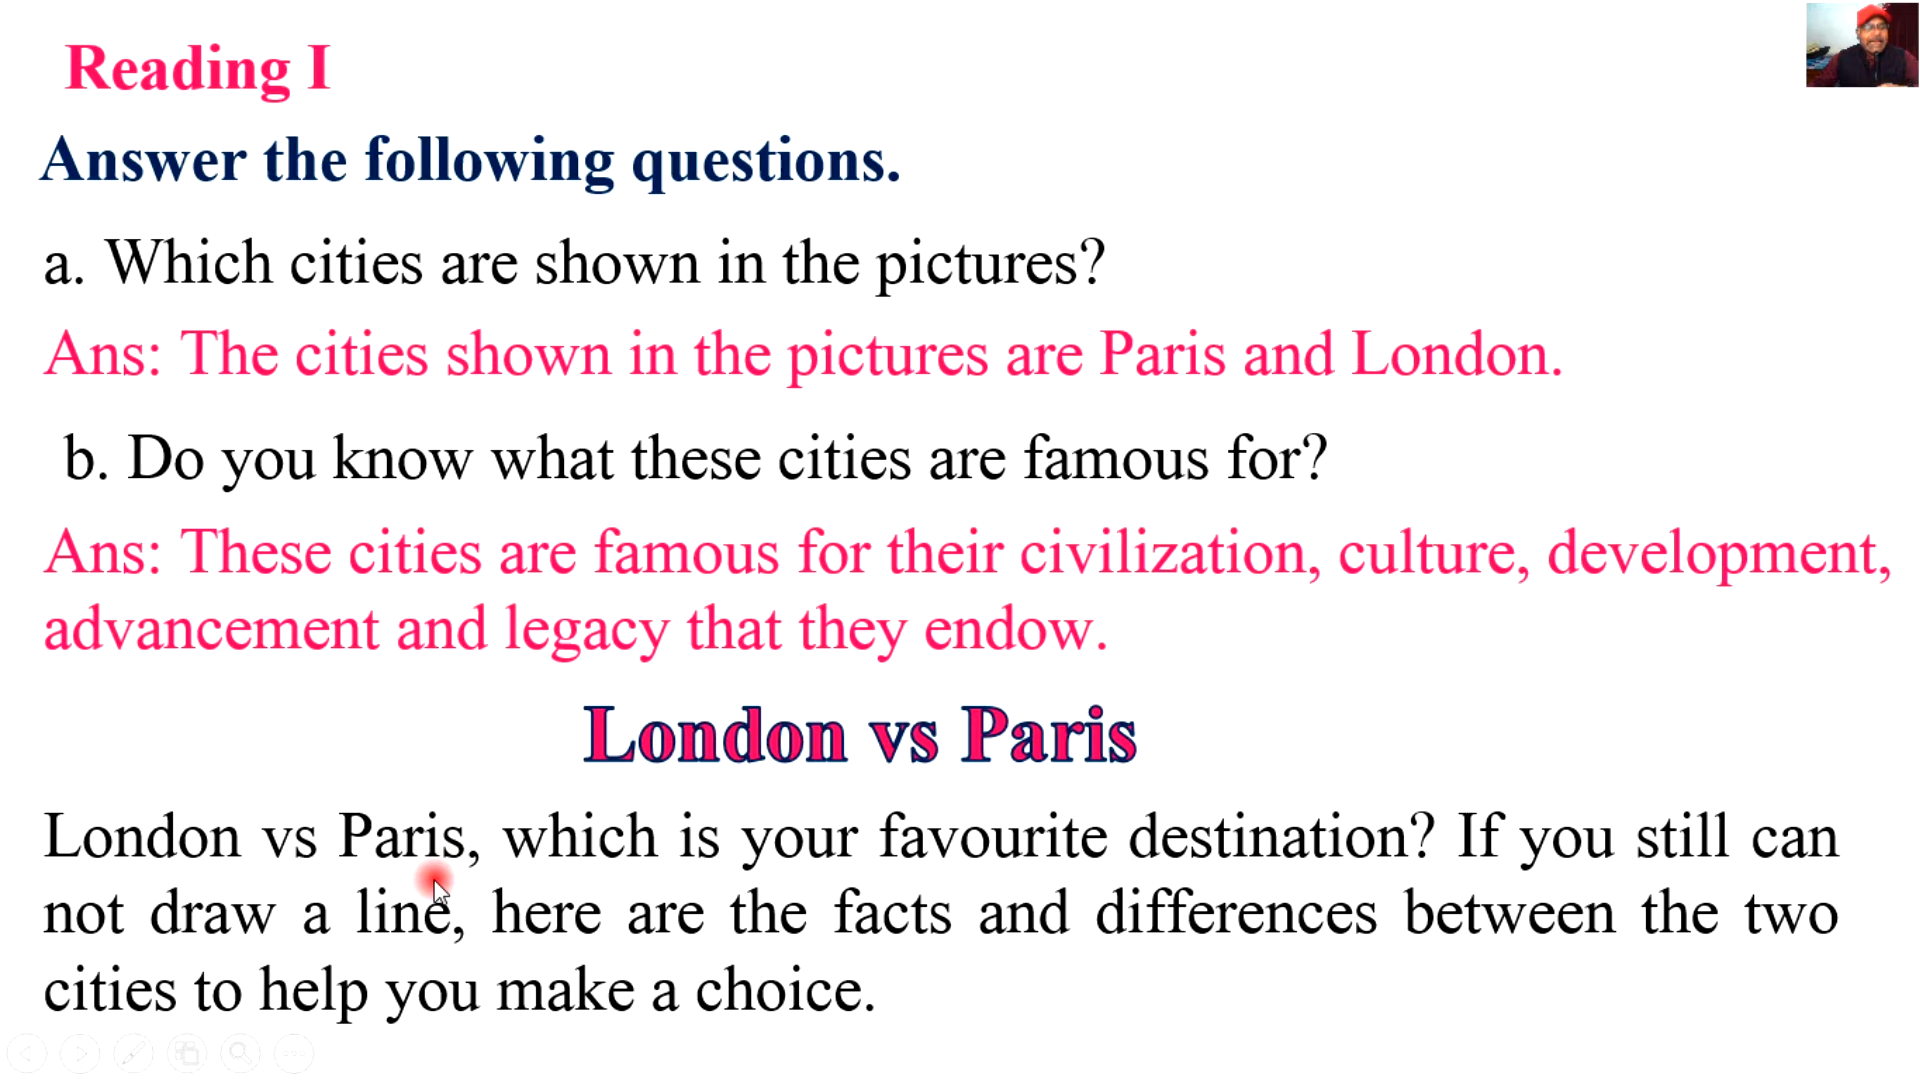 Reading I
Answer the following questions.
a. Which cities are shown in the pictures?
Ans: The cities shown in the pictures are Paris and London.
b. Do you know what these cities are famous for?
Ans: These cities are famous for their civilization, culture, development,
advancement and legacy that they endow.
London vs Paris
London vs Paris, which is your favourite destination? If you still can
not draw a line, here are the facts and differences between the two
cities to help you make a choice.